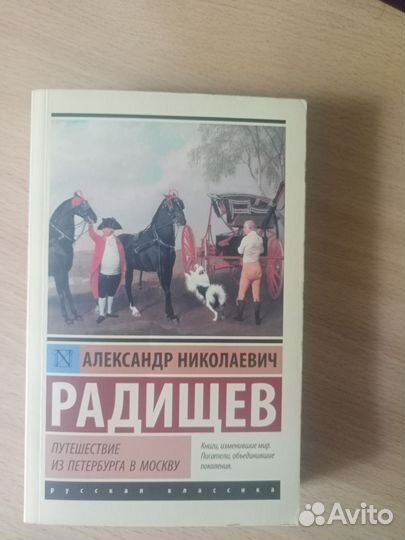 N
АЛЕКСАНДР НИКОЛАЕВИЧ
РАДИЩЕВ
ПУТЕШЕСТВИЕ
ИЗ ПЕТЕРБУРГА В МОСКВУ
Книги, изменившие мир.
Писатели, объединившие
поколения.
русская классика
Avito